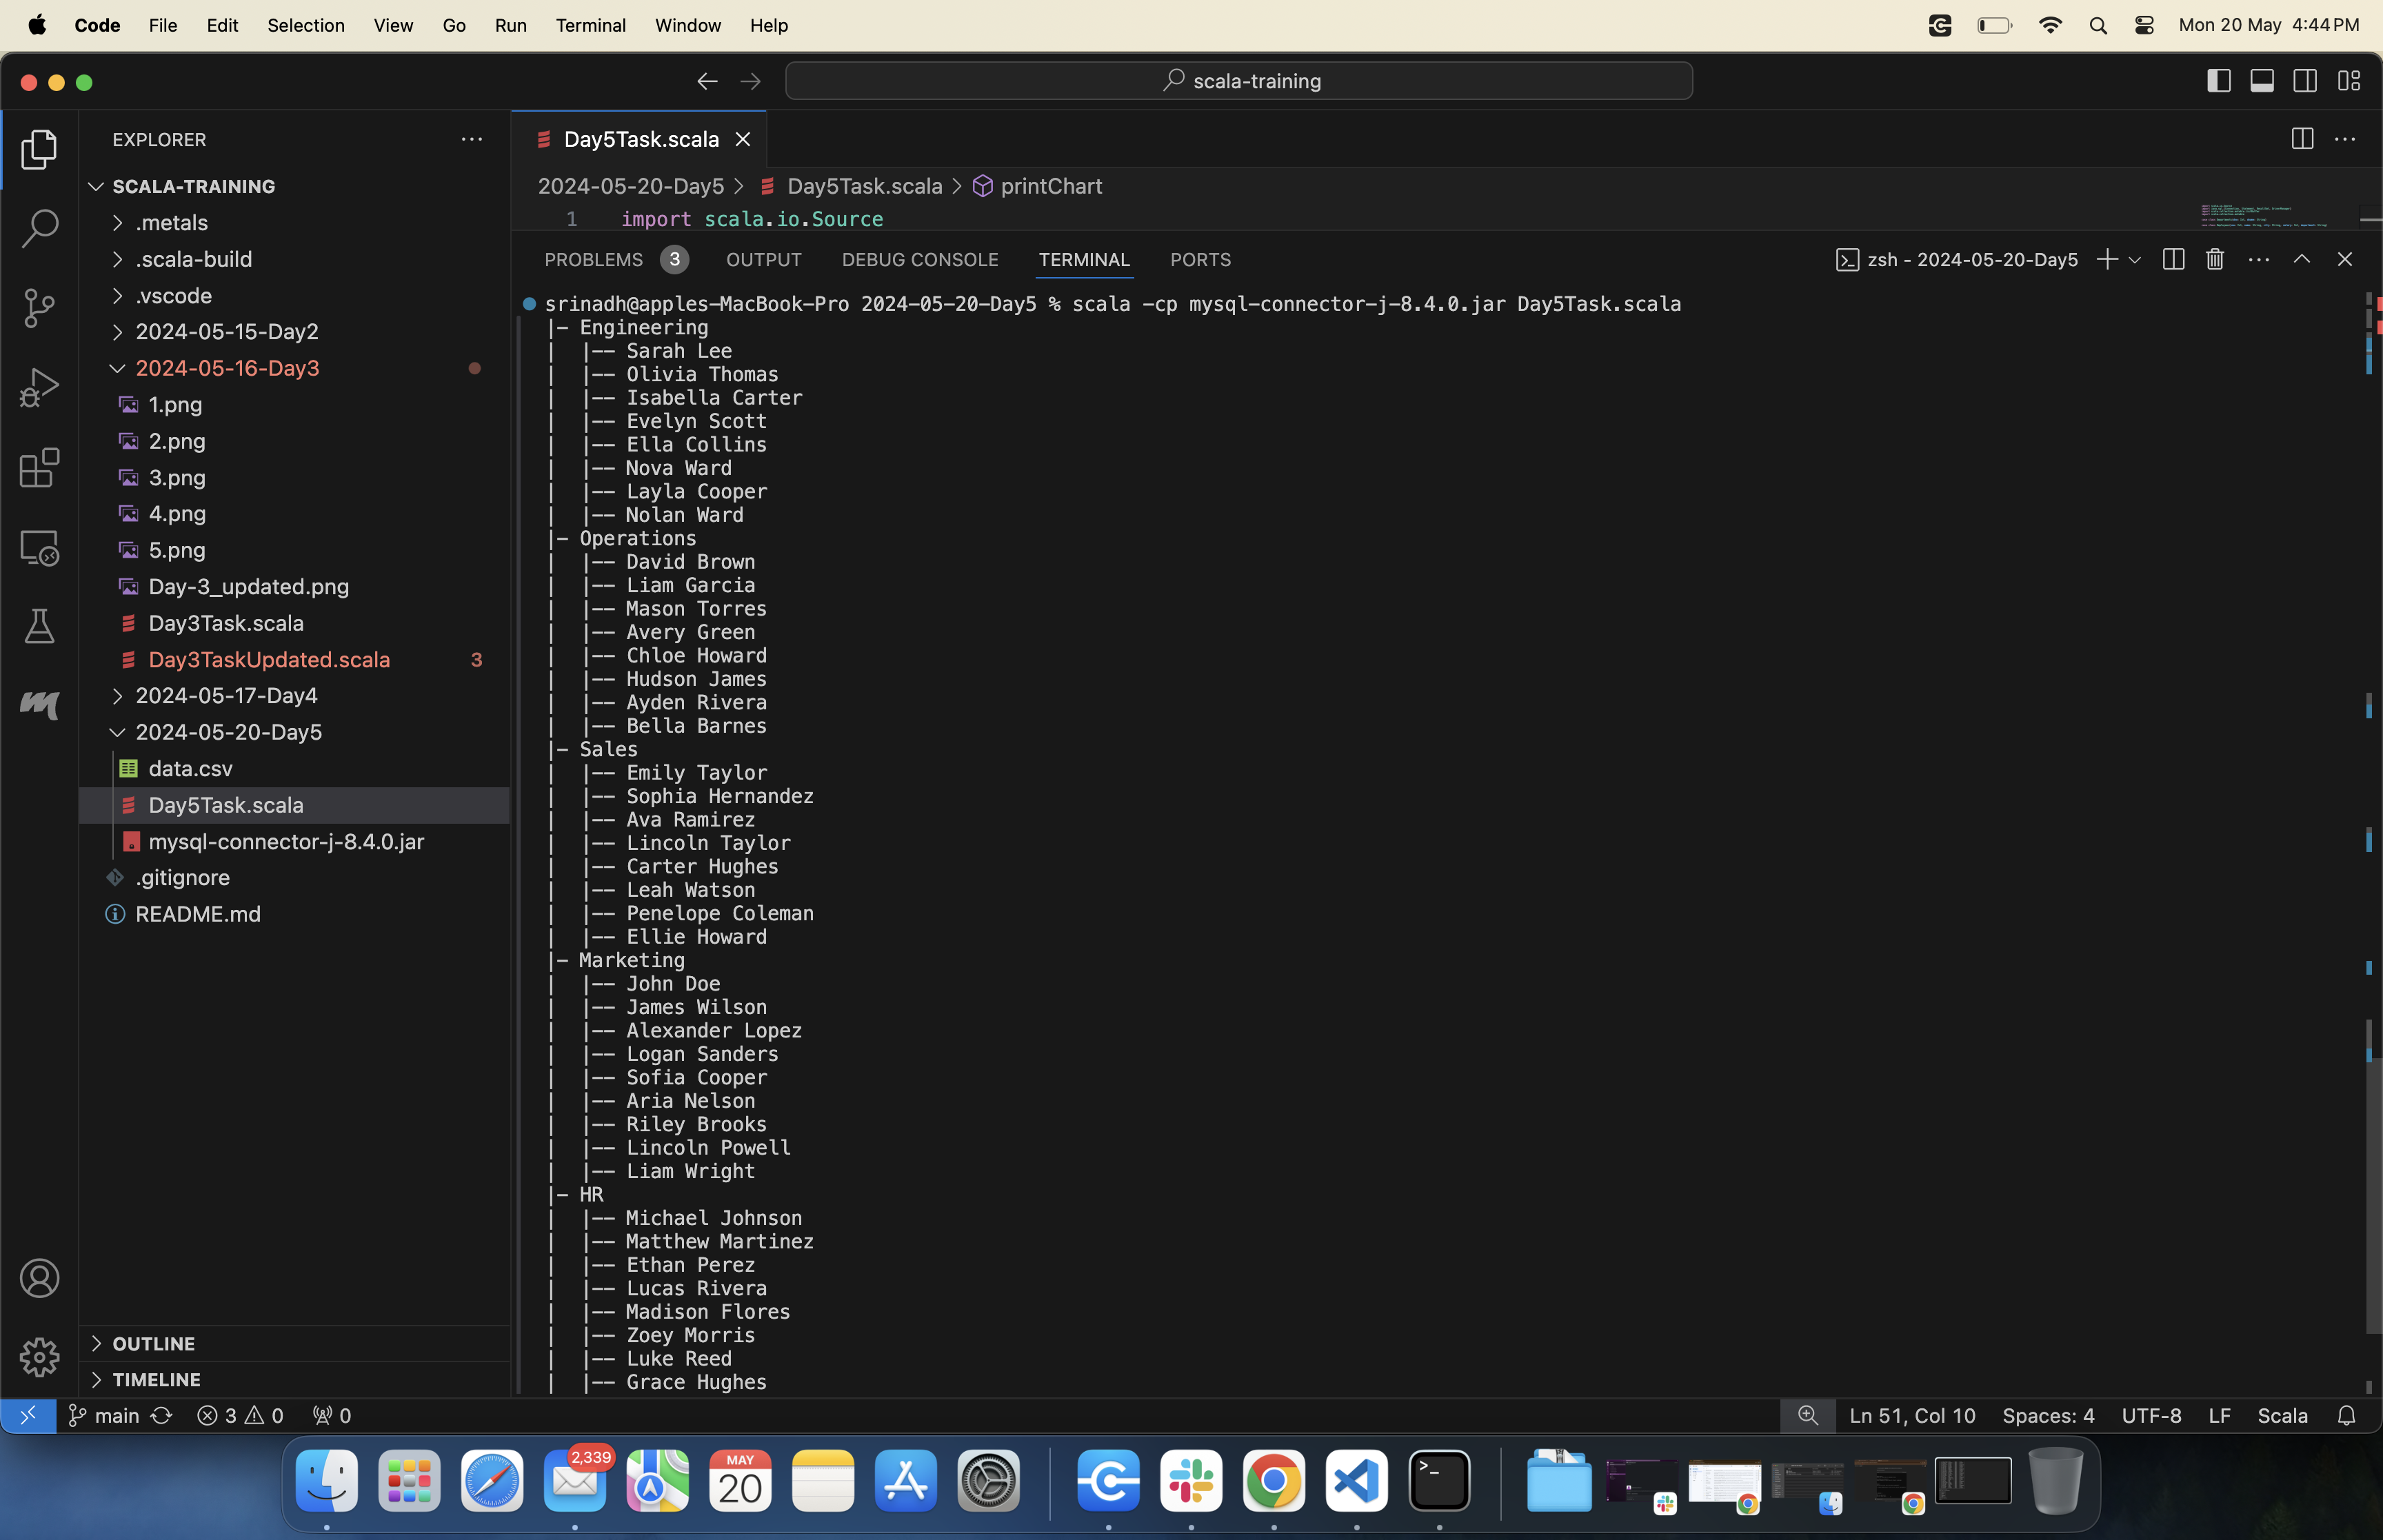 Code File Edit Selection View Go Run Terminal Window Help Mon 20 May 4:44 PM
scala-training
EXPLORER
SCALA-TRAINING
.metals
.scala-build
.vscode
2024-05-15-Day2
2024-05-16-Day3
1.png
2.png
3.png
4.png
5.png
Day-3_updated.png
Day3Task.scala
Day3TaskUpdated.scala 3
2024-05-17-Day4
2024-05-20-Day5
data.csv
Day5Task.scala
mysql-connector-j-8.4.0.jar
.gitignore
README.md
OUTLINE
TIMELINE
Day5Task.scala
2024-05-20-Day5 > Day5Task.scala > printChart
1 import scala.io.Source
PROBLEMS 3 OUTPUT DEBUG CONSOLE TERMINAL PORTS zsh - 2024-05-20-Day5
srinadh@apples-MacBook-Pro 2024-05-20-Day5 % scala -cp mysql-connector-j-8.4.0.jar Day5Task.scala
|- Engineering
|  |-- Sarah Lee
|  |-- Olivia Thomas
|  |-- Isabella Carter
|  |-- Evelyn Scott
|  |-- Ella Collins
|  |-- Nova Ward
|  |-- Layla Cooper
|  |-- Nolan Ward
|- Operations
|  |-- David Brown
|  |-- Liam Garcia
|  |-- Mason Torres
|  |-- Avery Green
|  |-- Chloe Howard
|  |-- Hudson James
|  |-- Ayden Rivera
|  |-- Bella Barnes
|- Sales
|  |-- Emily Taylor
|  |-- Sophia Hernandez
|  |-- Ava Ramirez
|  |-- Lincoln Taylor
|  |-- Carter Hughes
|  |-- Leah Watson
|  |-- Penelope Coleman
|  |-- Ellie Howard
|- Marketing
|  |-- John Doe
|  |-- James Wilson
|  |-- Alexander Lopez
|  |-- Logan Sanders
|  |-- Sofia Cooper
|  |-- Aria Nelson
|  |-- Riley Brooks
|  |-- Lincoln Powell
|  |-- Liam Wright
|- HR
|  |-- Michael Johnson
|  |-- Matthew Martinez
|  |-- Ethan Perez
|  |-- Lucas Rivera
|  |-- Madison Flores
|  |-- Zoey Morris
|  |-- Luke Reed
|  |-- Grace Hughes
main 3 0 0 Ln 51, Col 10 Spaces: 4 UTF-8 LF Scala
2,339
MAY
20